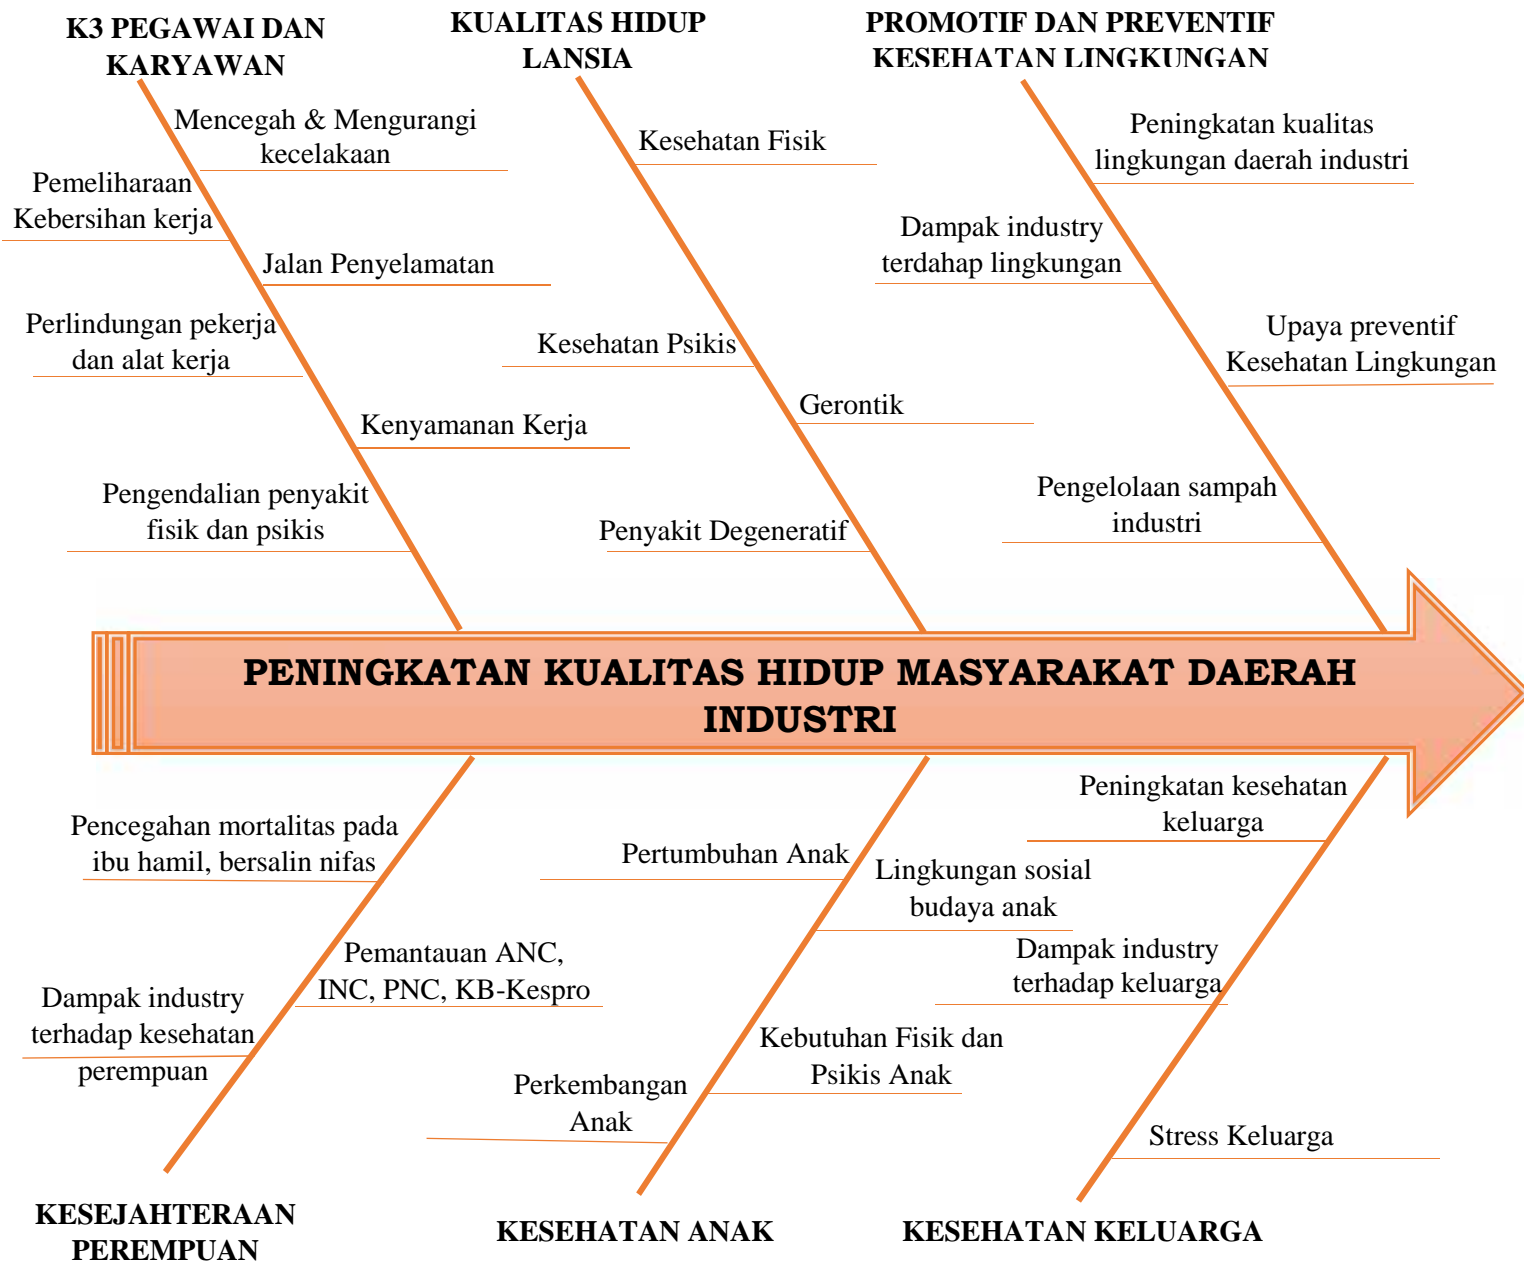 K3 PEGAWAI DAN
KARYAWAN
Mencegah & Mengurangi
kecelakaan
Pemeliharaan
Kebersihan kerja
Jalan Penyelamatan
Perlindungan pekerja
dan alat kerja
Kenyamanan Kerja
Pengendalian penyakit
fisik dan psikis
KUALITAS HIDUP
LANSIA
Kesehatan Fisik
Kesehatan Psikis
Gerontik
Penyakit Degeneratif
PROMOTIF DAN PREVENTIF
KESEHATAN LINGKUNGAN
Peningkatan kualitas
lingkungan daerah industri
Dampak industry
terdahap lingkungan
Upaya preventif
Kesehatan Lingkungan
Pengelolaan sampah
industri
PENINGKATAN KUALITAS HIDUP MASYARAKAT DAERAH
INDUSTRI
Pencegahan mortalitas pada
ibu hamil, bersalin nifas
Pemantauan ANC,
INC, PNC, KB-Kespro
Dampak industry
terhadap kesehatan
perempuan
KESEJAHTERAAN
PEREMPUAN
Pertumbuhan Anak
Lingkungan sosial
budaya anak
Kebutuhan Fisik dan
Psikis Anak
Perkembangan
Anak
KESEHATAN ANAK
Peningkatan kesehatan
keluarga
Dampak industry
terhadap keluarga
Stress Keluarga
KESEHATAN KELUARGA